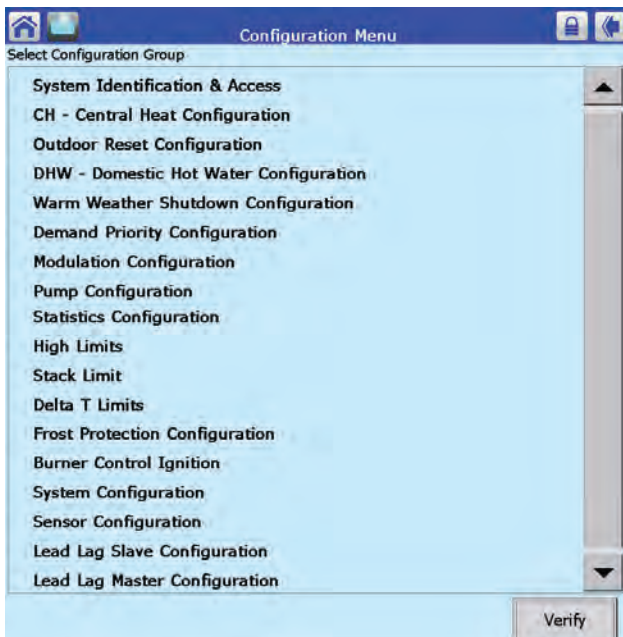 Configuration Menu
Select Configuration Group
System Identification & Access
CH - Central Heat Configuration
Outdoor Reset Configuration
DHW - Domestic Hot Water Configuration
Warm Weather Shutdown Configuration
Demand Priority Configuration
Modulation Configuration
Pump Configuration
Statistics Configuration
High Limits
Stack Limit
Delta T Limits
Frost Protection Configuration
Burner Control Ignition
System Configuration
Sensor Configuration
Lead Lag Slave Configuration
Lead Lag Master Configuration
Verify